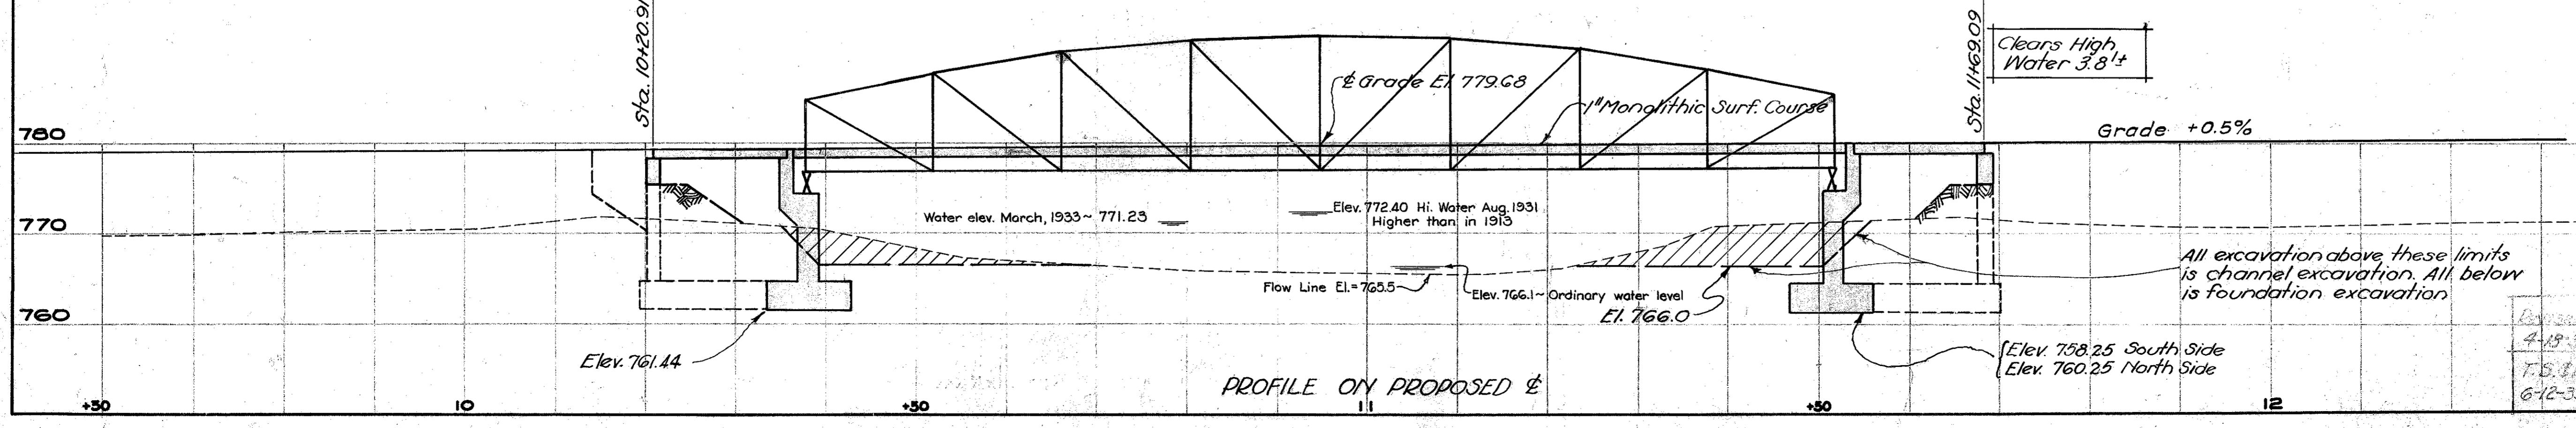 Sta. 10+20.91
Sta. 11+69.09
Clears High
Water 3.8'±
℄ Grade El. 779.68
1" Monolithic Surf. Course
Grade +0.5%
780
770
760
Water elev. March, 1933 ~ 771.23
Elev. 772.40 Hi. Water Aug. 1931
Higher than in 1913
Flow Line El. = 765.5
Elev. 766.1 ~ Ordinary water level
El. 766.0
All excavation above these limits
is channel excavation. All below
is foundation excavation
Elev. 761.44
Elev. 758.25 South Side
Elev. 760.25 North Side
PROFILE ON PROPOSED ℄
+50
10
+50
11
+50
12